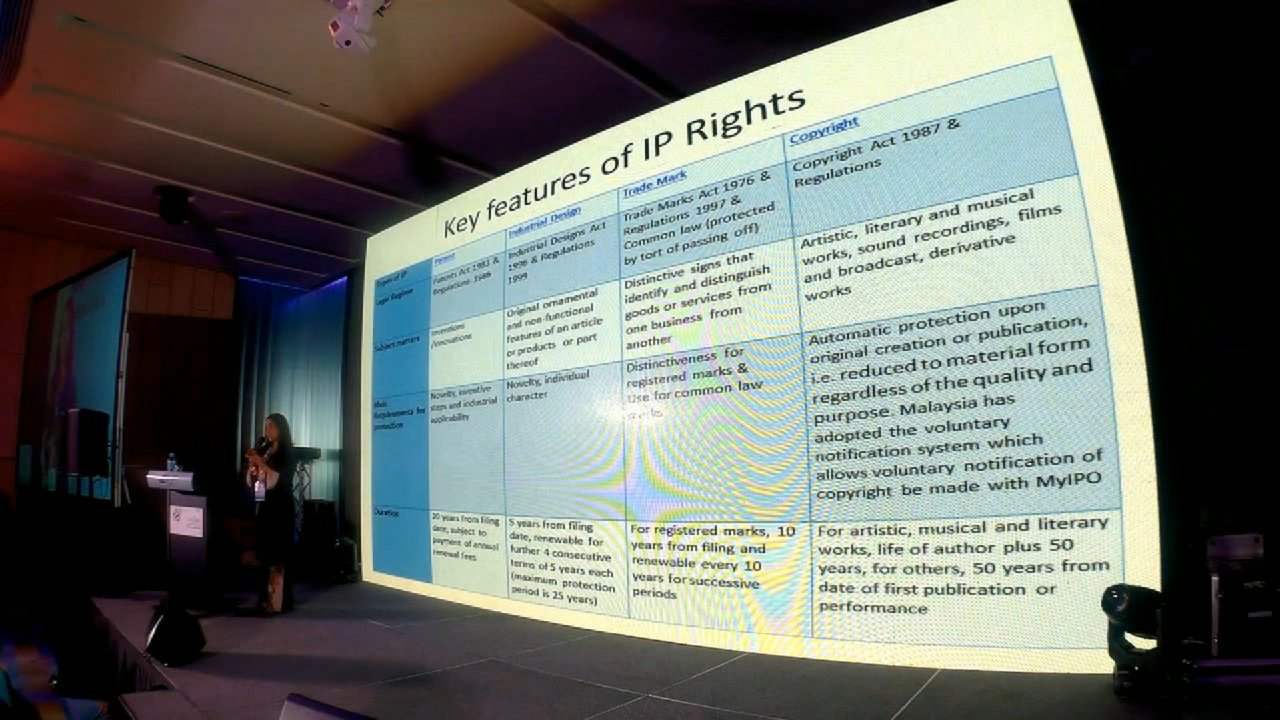 Key features of IP Rights
Types of IP
Patent
Industrial Design
Trade Mark
Copyright
Legal Regime
Patents Act 1983 &
Regulations 1986
Industrial Designs Act
1996 & Regulations
1999
Trade Marks Act 1976 &
Regulations 1997 &
Common law (protected
by tort of passing off)
Copyright Act 1987 &
Regulations
Subject matters
Inventions
/innovations
Original ornamental
and non-functional
features of an article
or products or part
thereof
Distinctive signs that
identify and distinguish
goods or services from
one business from
another
Artistic, literary and musical
works, sound recordings, films
and broadcast, derivative
works
Main
Requirements for
protection
Novelty, inventive
steps and industrial
applicability
Novelty, individual
character
Distinctiveness for
registered marks &
Use for common law
marks
Automatic protection upon
original creation or publication,
i.e. reduced to material form
regardless of the quality and
purpose. Malaysia has
adopted the voluntary
notification system which
allows voluntary notification of
copyright be made with MyIPO
Duration
20 years from filing
date, subject to
payment of annual
renewal fees
5 years from filing
date, renewable for
further 4 consecutive
terms of 5 years each
(maximum protection
period is 25 years)
For registered marks, 10
years from filing and
renewable every 10
years for successive
periods
For artistic, musical and literary
works, life of author plus 50
years, for others, 50 years from
date of first publication or
performance